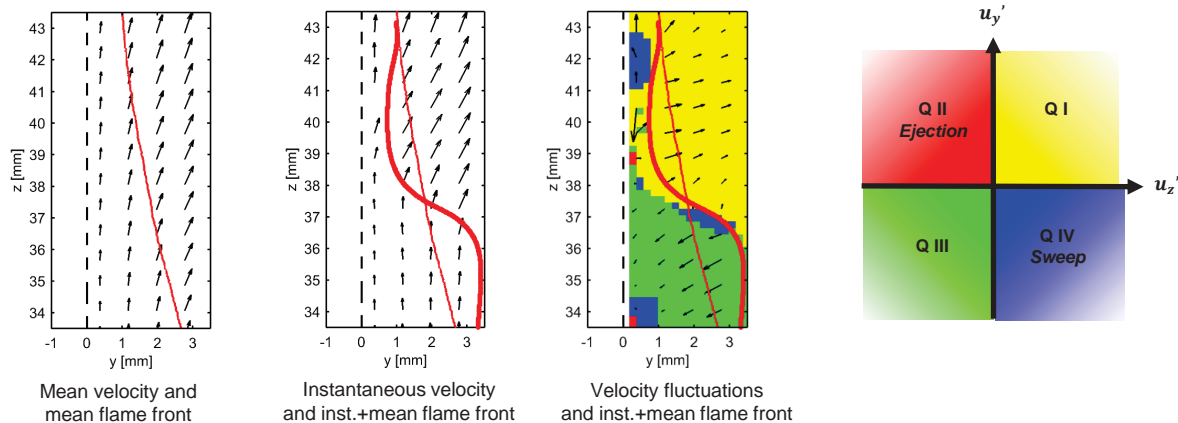 43
42
41
40
39
38
37
36
35
34
z [mm]
-1 0 1 2 3
y [mm]
Mean velocity and
mean flame front
43
42
41
40
39
38
37
36
35
34
z [mm]
-1 0 1 2 3
y [mm]
Instantaneous velocity
and inst.+mean flame front
43
42
41
40
39
38
37
36
35
34
z [mm]
-1 0 1 2 3
y [mm]
Velocity fluctuations
and inst.+mean flame front
uy'
Q II
Ejection
Q I
uz'
Q III
Q IV
Sweep